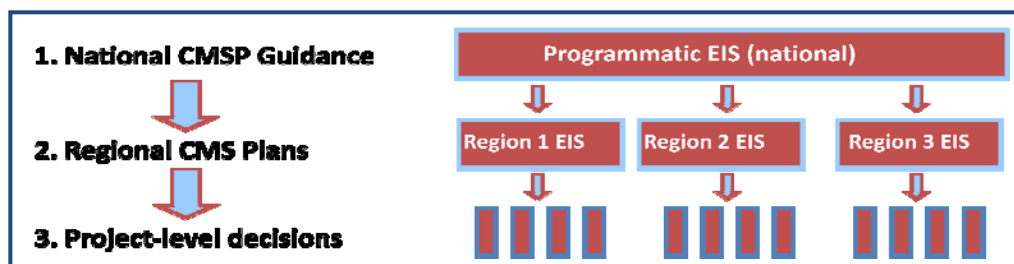 1. National CMSP Guidance
Programmatic EIS (national)
2. Regional CMS Plans
Region 1 EIS
Region 2 EIS
Region 3 EIS
3. Project-level decisions